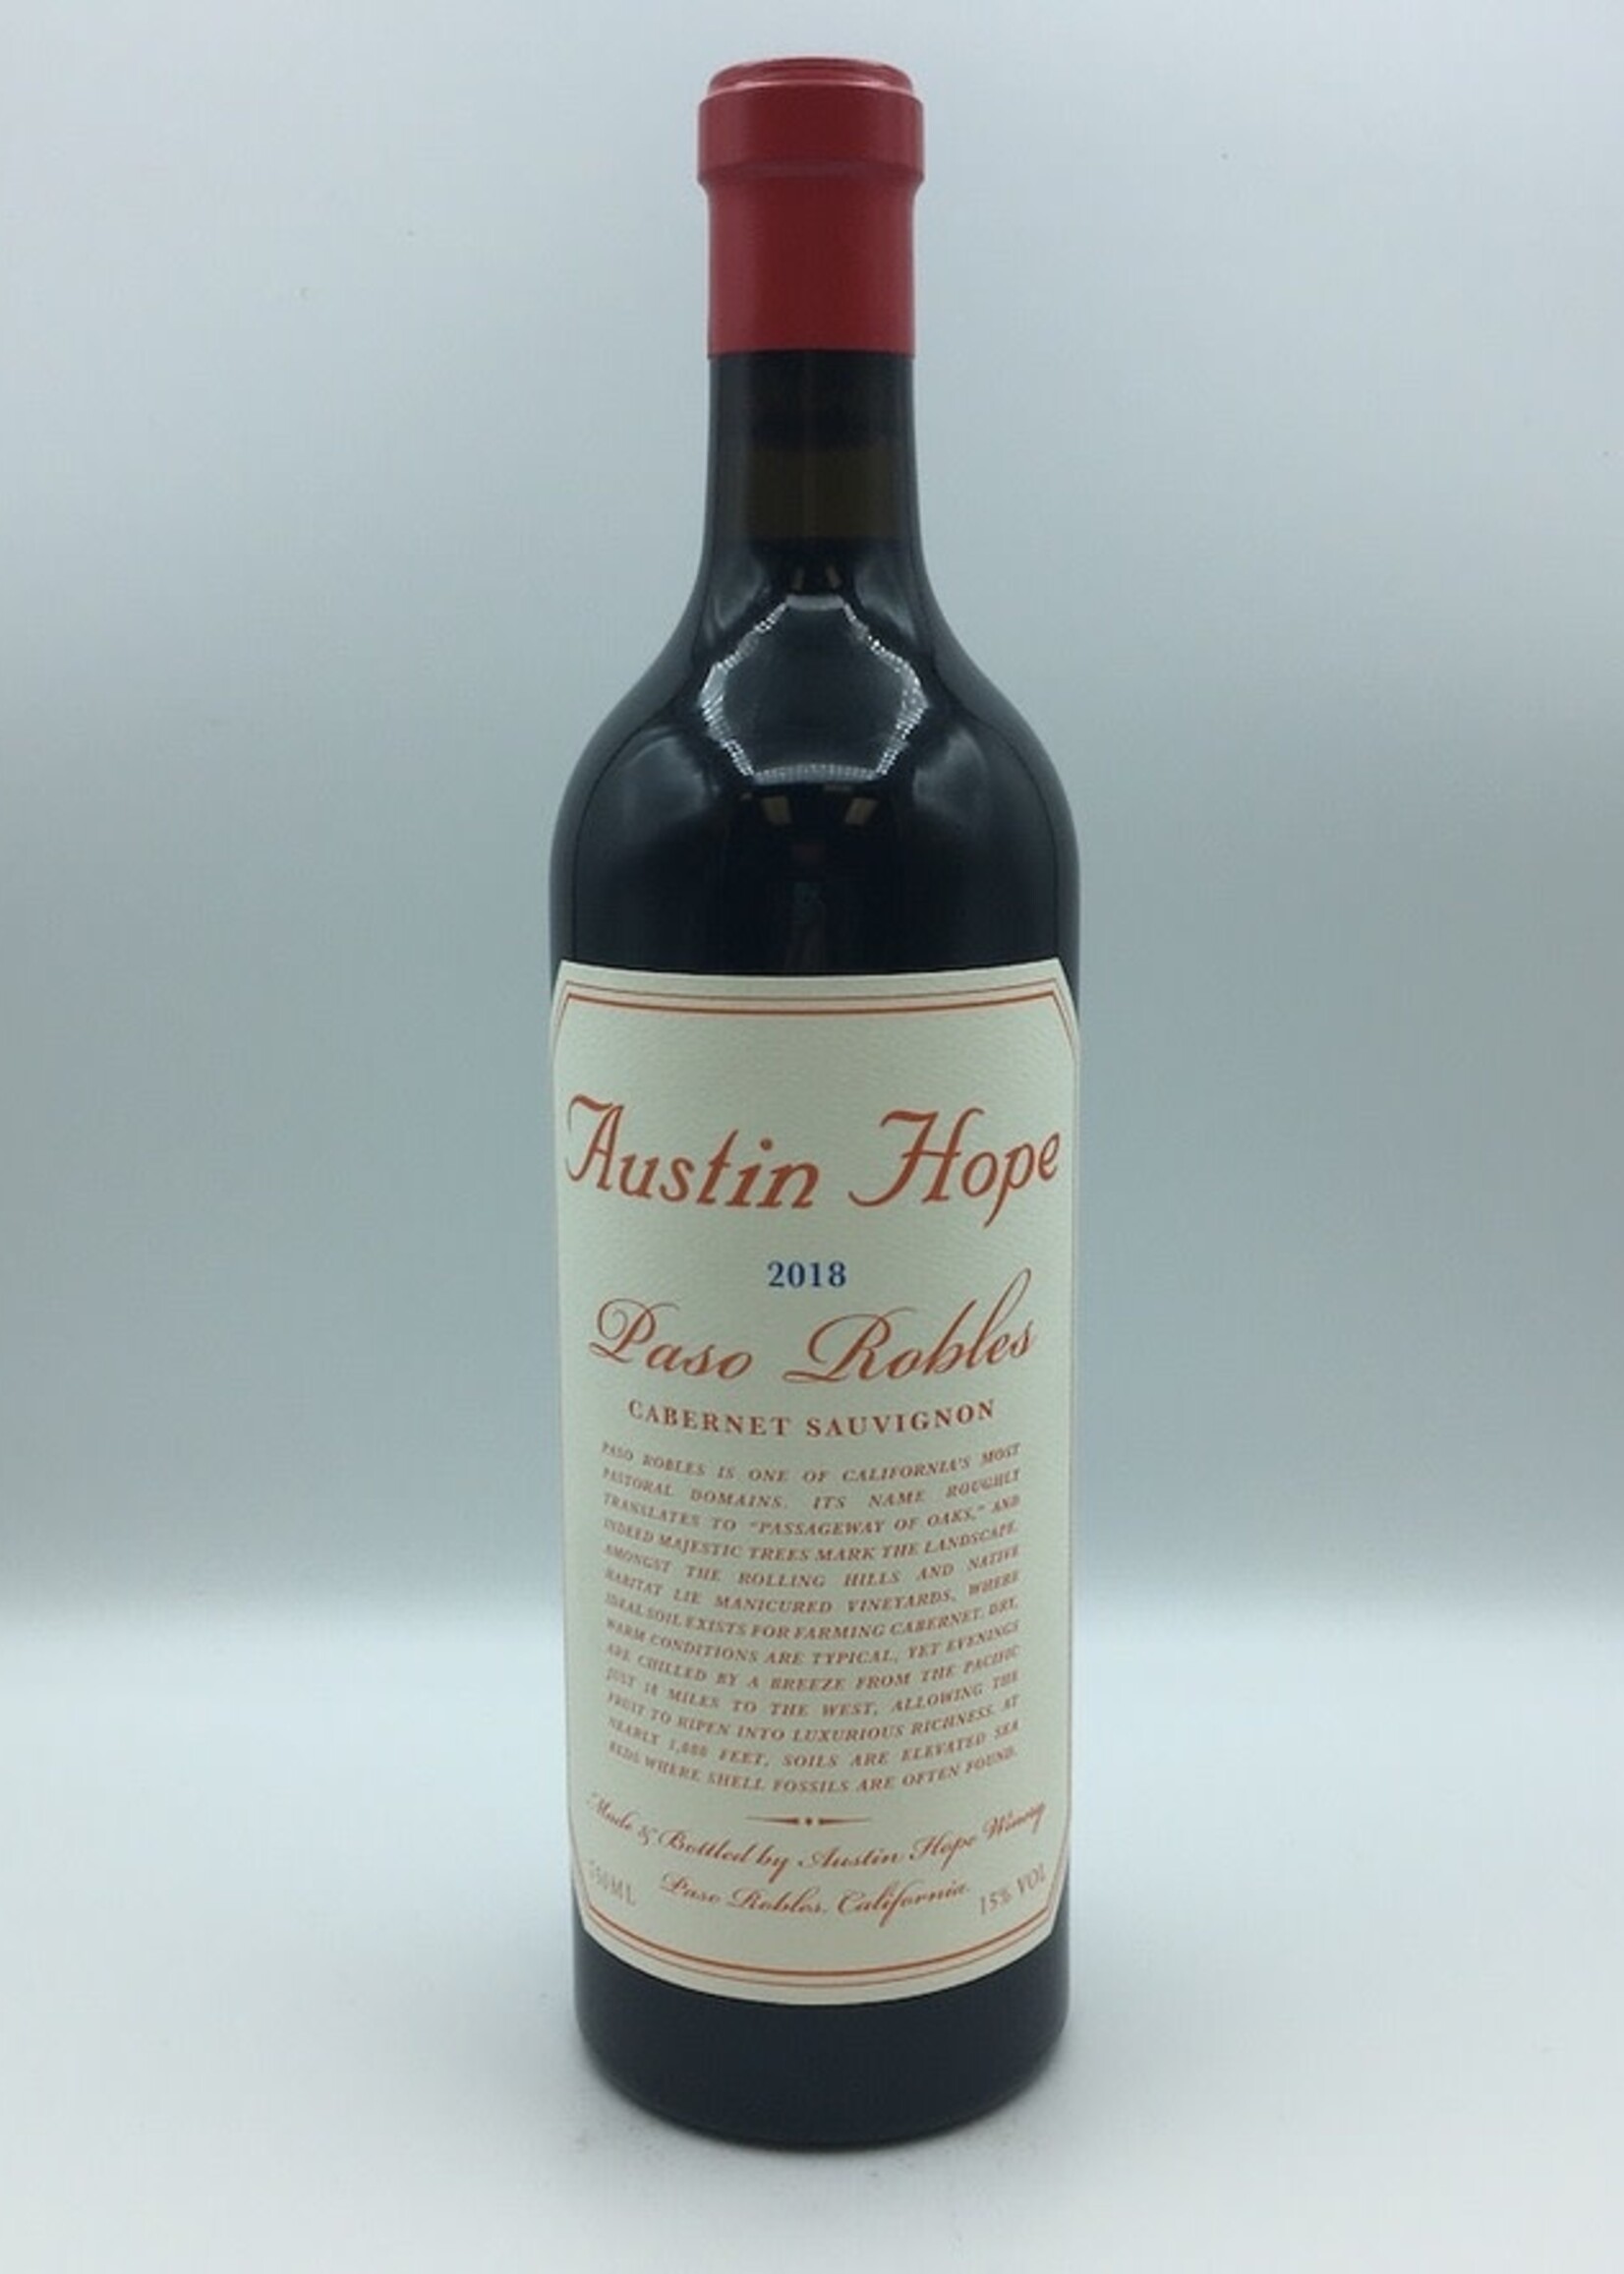 Austin Hope
2018
Paso Robles
CABERNET SAUVIGNON
PASO ROBLES IS ONE OF CALIFORNIA'S MOST
PASTORAL DOMAINS. ITS NAME ROUGHLY
TRANSLATES TO "PASSAGEWAY OF OAKS," AND
INDEED MAJESTIC TREES MARK THE LANDSCAPE.
AMONGST THE ROLLING HILLS AND NATIVE
HABITAT LIE MANICURED VINEYARDS, WHERE
IDEAL SOIL EXISTS FOR FARMING CABERNET. DRY,
WARM CONDITIONS ARE TYPICAL, YET EVENINGS
ARE CHILLED BY A BREEZE FROM THE PACIFIC
JUST MILES TO THE WEST, ALLOWING THE
FRUIT TO RIPEN INTO LUXURIOUS RICHNESS. AT
NEARLY FEET, SOILS ARE ELEVATED SEA
BEDS WHERE SHELL FOSSILS ARE OFTEN FOUND.
Made & Bottled by Austin Hope Winery
Paso Robles, California
750ML
15% VOL